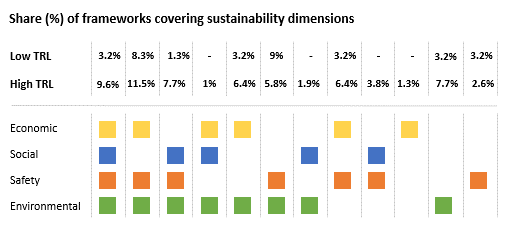 Share (%) of frameworks covering sustainability dimensions
Low TRL 3.2% 8.3% 1.3% - 3.2% 9% - 3.2% - - 3.2% 3.2%
High TRL 9.6% 11.5% 7.7% 1% 6.4% 5.8% 1.9% 6.4% 3.8% 1.3% 7.7% 2.6%
Economic
Social
Safety
Environmental